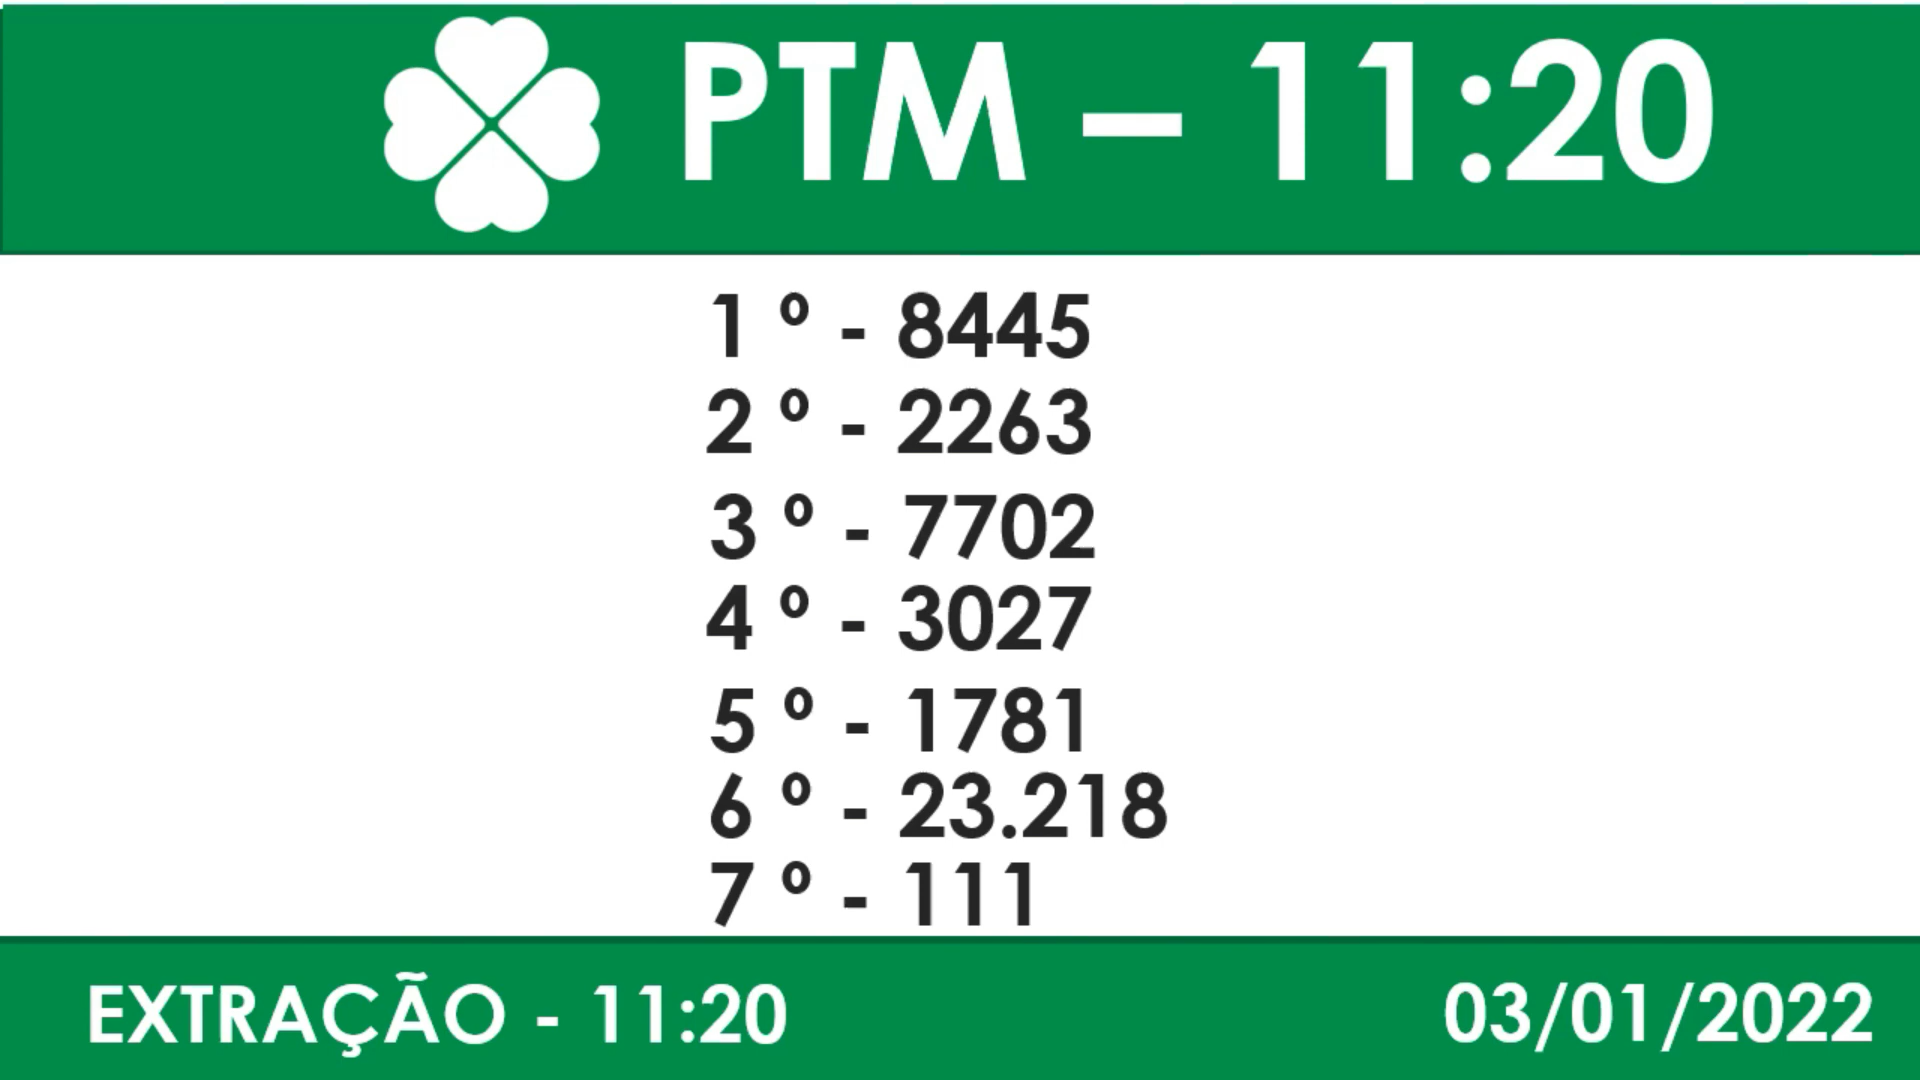 PTM – 11:20
1 º - 8445
2 º - 2263
3 º - 7702
4 º - 3027
5 º - 1781
6 º - 23.218
7 º - 111
EXTRAÇÃO - 11:20
03/01/2022